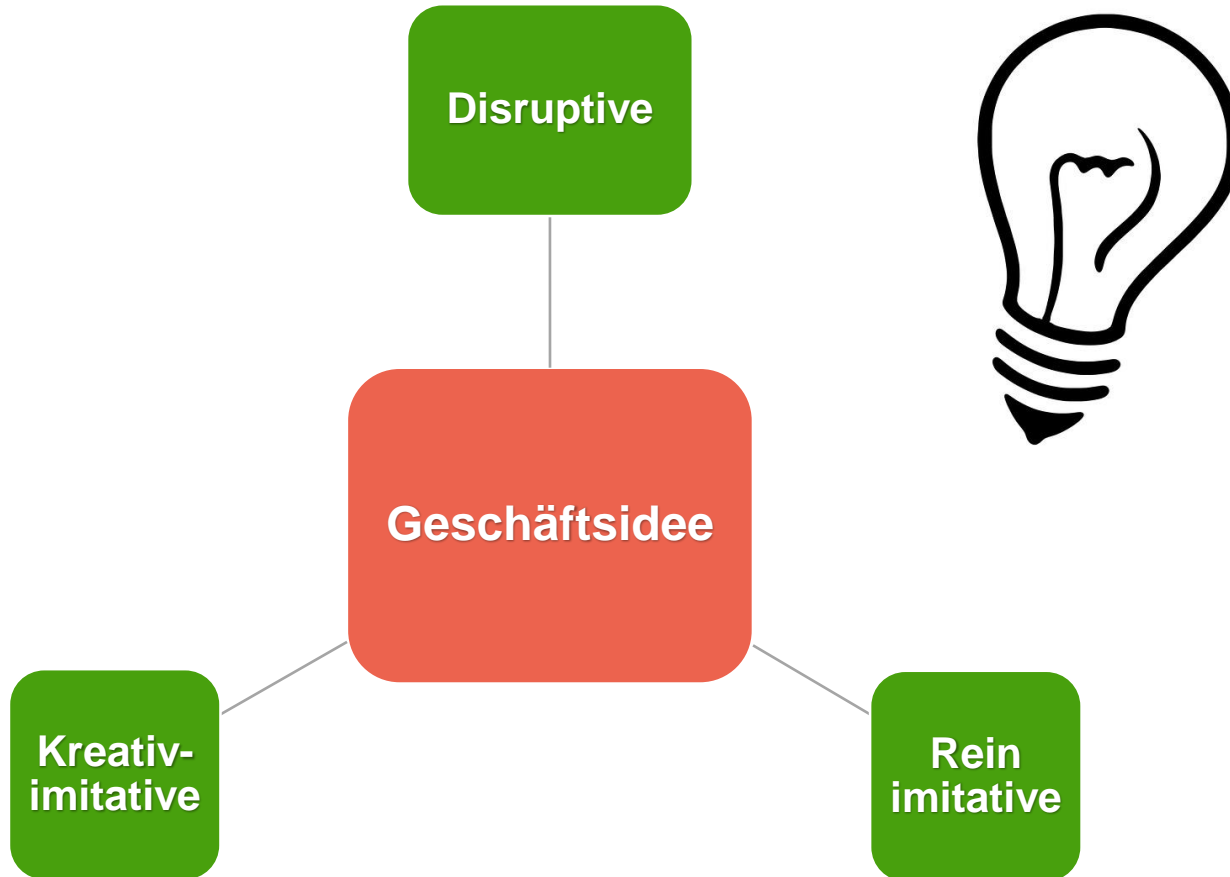 Disruptive
Geschäftsidee
Kreativ-
imitative
Rein
imitative